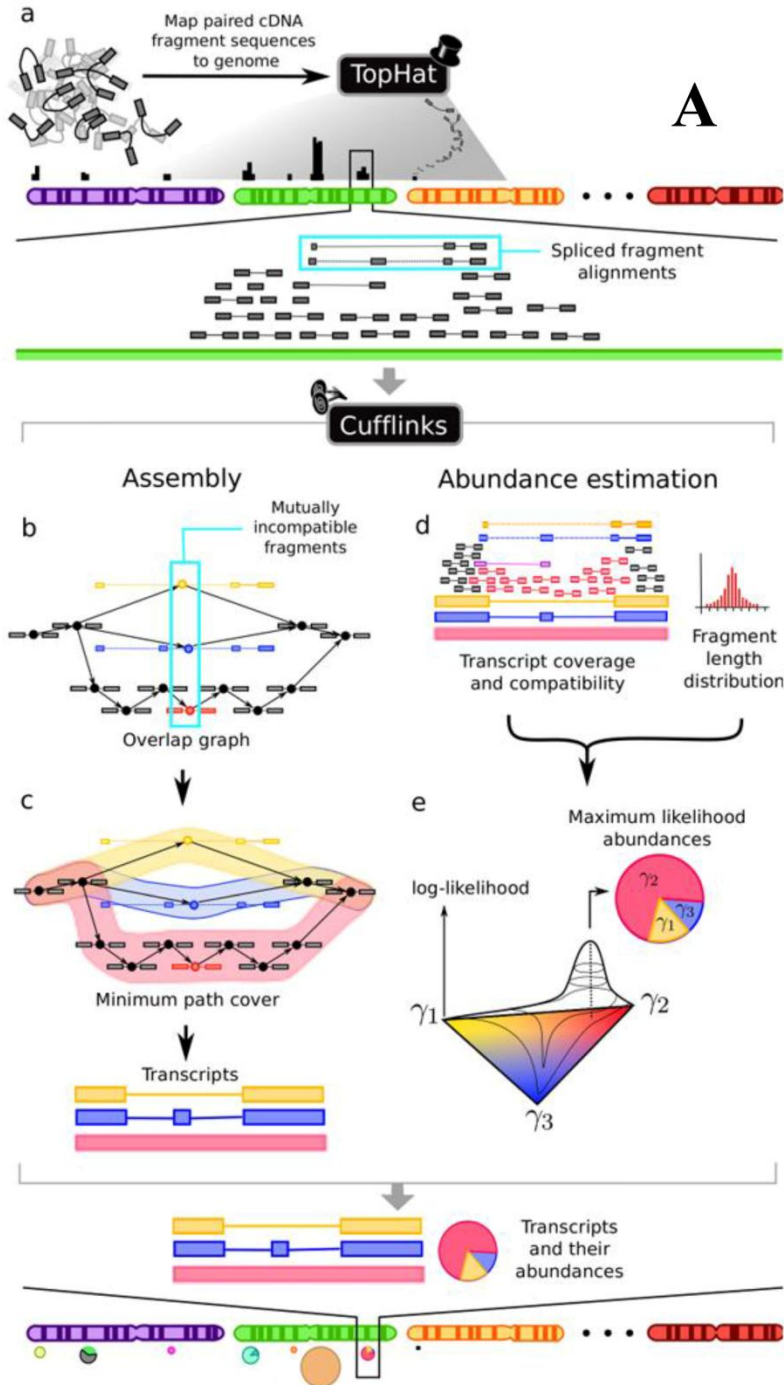 a
Map paired cDNA
fragment sequences
to genome
TopHat
A
Spliced fragment
alignments
Cufflinks
Assembly
Abundance estimation
b
Mutually
incompatible
fragments
Overlap graph
d
Transcript coverage
and compatibility
Fragment
length
distribution
c
Minimum path cover
Transcripts
e
Maximum likelihood
abundances
log-likelihood
γ2
γ1
γ3
γ1
γ2
γ3
Transcripts
and their
abundances